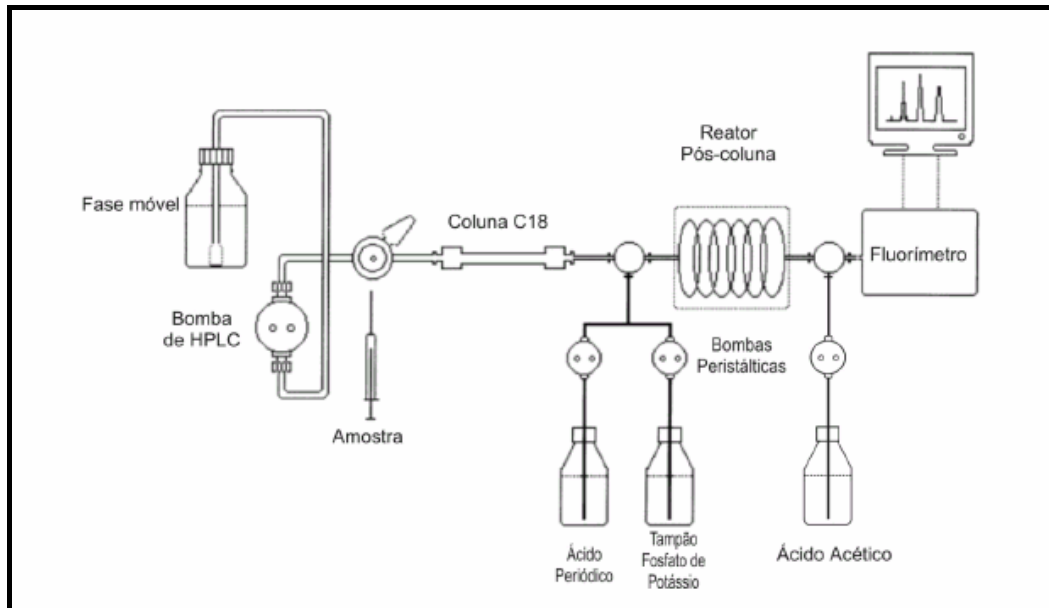 Fase móvel
Bomba
de HPLC
Amostra
Coluna C18
Reator
Pós-coluna
Fluorímetro
Bombas
Peristálticas
Ácido
Periódico
Tampão
Fosfato de
Potássio
Ácido Acético